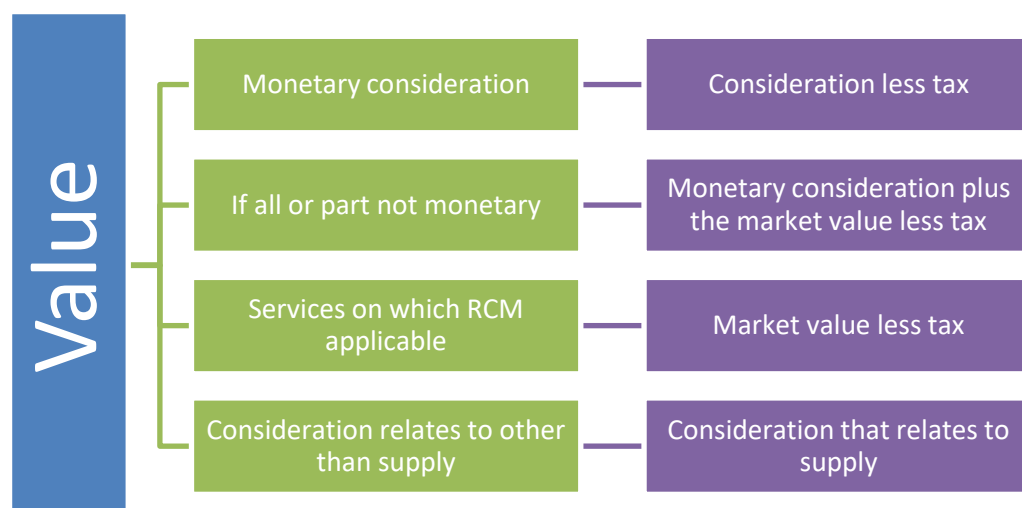 Value
Monetary consideration
Consideration less tax
If all or part not monetary
Monetary consideration plus
the market value less tax
Services on which RCM
applicable
Market value less tax
Consideration relates to other
than supply
Consideration that relates to
supply